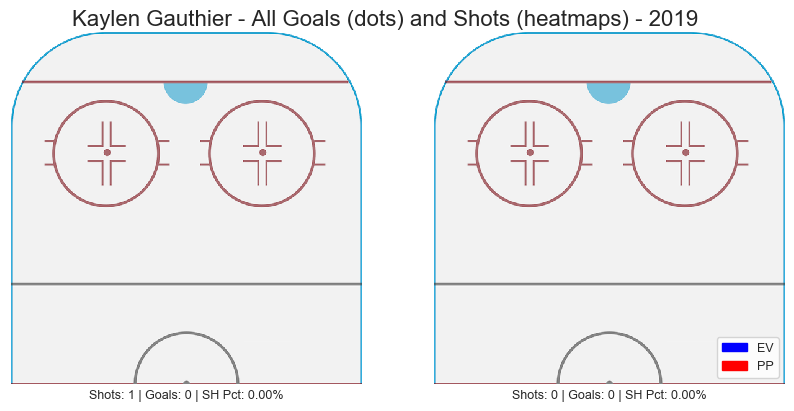 Kaylen Gauthier - All Goals (dots) and Shots (heatmaps) - 2019
EV
PP
Shots: 1 | Goals: 0 | SH Pct: 0.00%
Shots: 0 | Goals: 0 | SH Pct: 0.00%